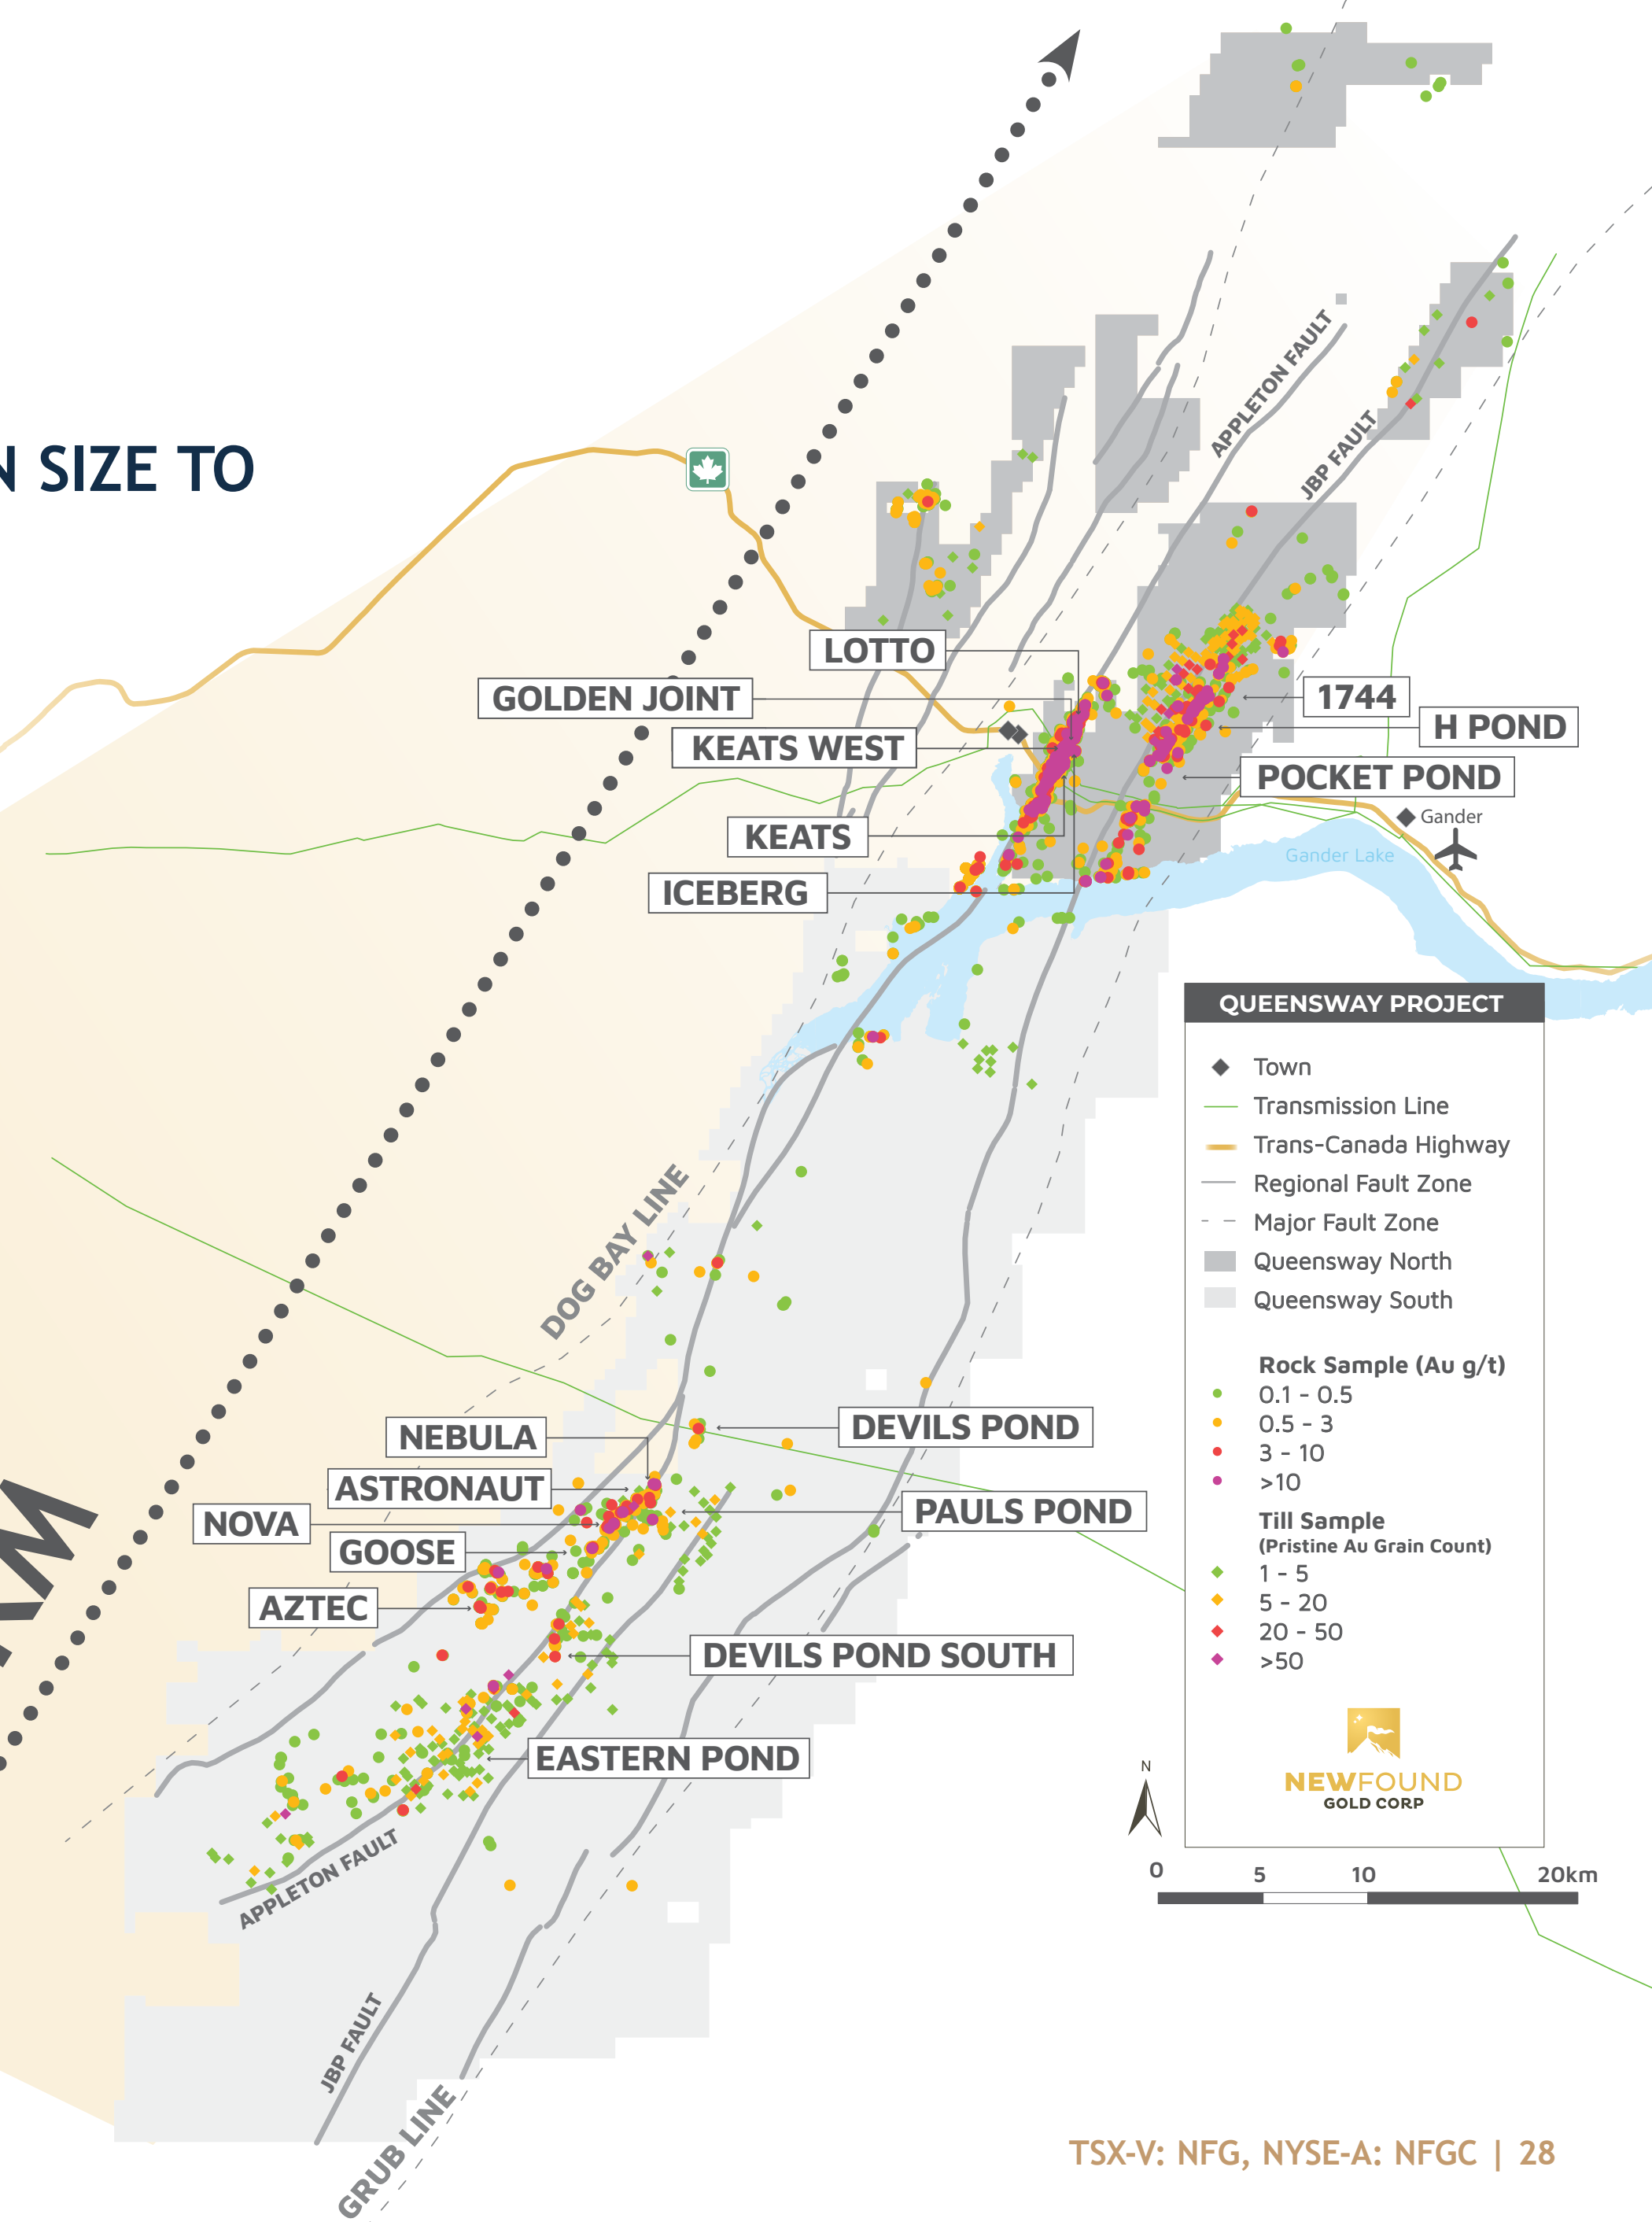 N SIZE TO
APPLETON FAULT
JBP FAULT
LOTTO
GOLDEN JOINT
1744
H POND
KEATS WEST
POCKET POND
Gander
KEATS
Gander Lake
ICEBERG
QUEENSWAY PROJECT
Town
Transmission Line
Trans-Canada Highway
Regional Fault Zone
Major Fault Zone
Queensway North
Queensway South
Rock Sample (Au g/t)
0.1 - 0.5
0.5 - 3
3 - 10
>10
Till Sample
(Pristine Au Grain Count)
1 - 5
5 - 20
20 - 50
>50
NEWFOUND
GOLD CORP
DOG BAY LINE
DEVILS POND
NEBULA
ASTRONAUT
PAULS POND
NOVA
GOOSE
AZTEC
DEVILS POND SOUTH
EASTERN POND
N
0 5 10 20km
APPLETON FAULT
JBP FAULT
GRUB LINE
TSX-V: NFG, NYSE-A: NFGC | 28